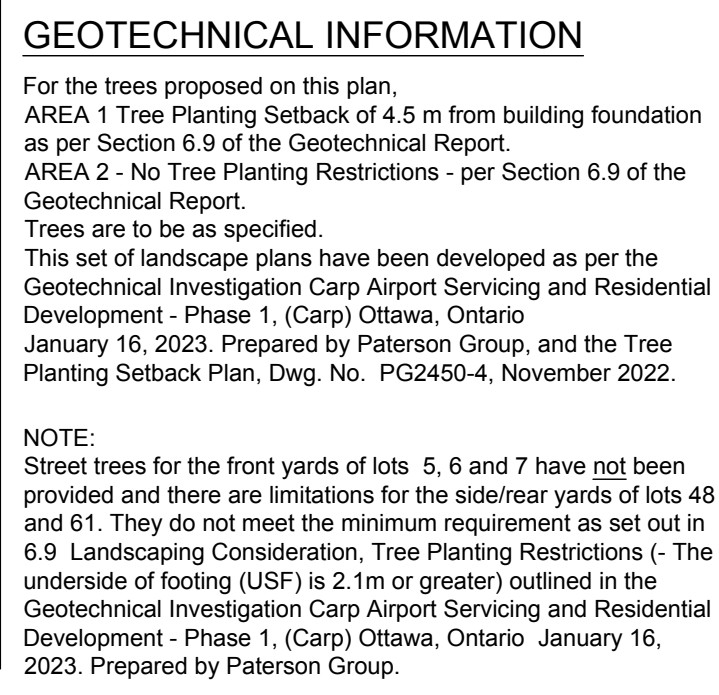 GEOTECHNICAL INFORMATION
For the trees proposed on this plan,
AREA 1 Tree Planting Setback of 4.5 m from building foundation
as per Section 6.9 of the Geotechnical Report.
AREA 2 - No Tree Planting Restrictions - per Section 6.9 of the
Geotechnical Report.
Trees are to be as specified.
This set of landscape plans have been developed as per the
Geotechnical Investigation Carp Airport Servicing and Residential
Development - Phase 1, (Carp) Ottawa, Ontario
January 16, 2023. Prepared by Paterson Group, and the Tree
Planting Setback Plan, Dwg. No. PG2450-4, November 2022.
NOTE:
Street trees for the front yards of lots 5, 6 and 7 have not been
provided and there are limitations for the side/rear yards of lots 48
and 61. They do not meet the minimum requirement as set out in
6.9 Landscaping Consideration, Tree Planting Restrictions (- The
underside of footing (USF) is 2.1m or greater) outlined in the
Geotechnical Investigation Carp Airport Servicing and Residential
Development - Phase 1, (Carp) Ottawa, Ontario January 16,
2023. Prepared by Paterson Group.